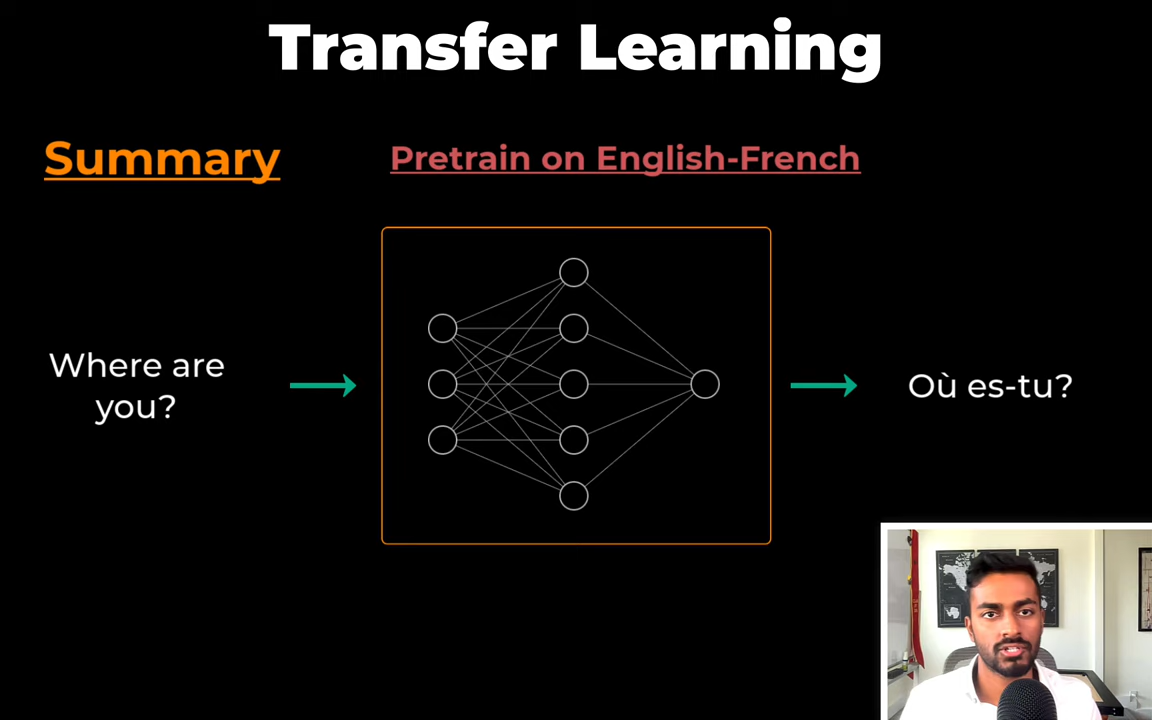 Transfer Learning
Summary
Pretrain on English-French
Where are
you?
Où es-tu?